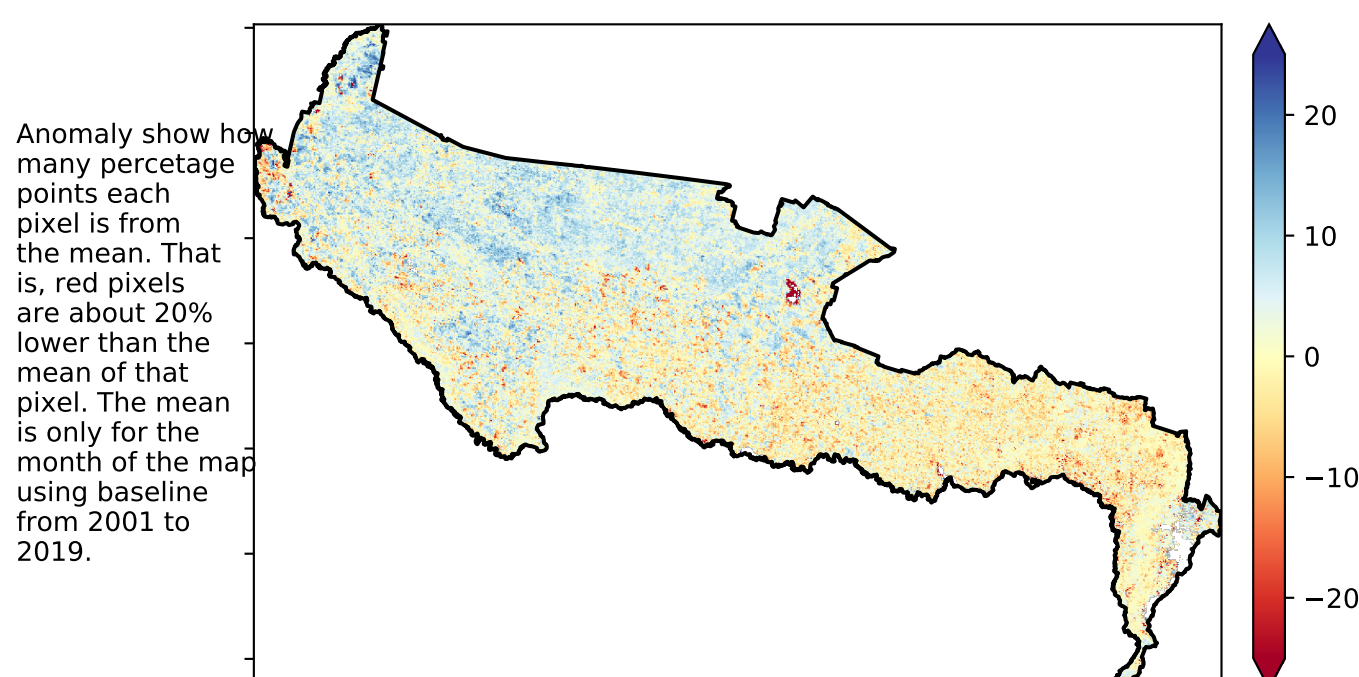 Anomaly show how
many percetage
points each
pixel is from
the mean. That
is, red pixels
are about 20%
lower than the
mean of that
pixel. The mean
is only for the
month of the map
using baseline
from 2001 to
2019.
20
10
0
−10
−20